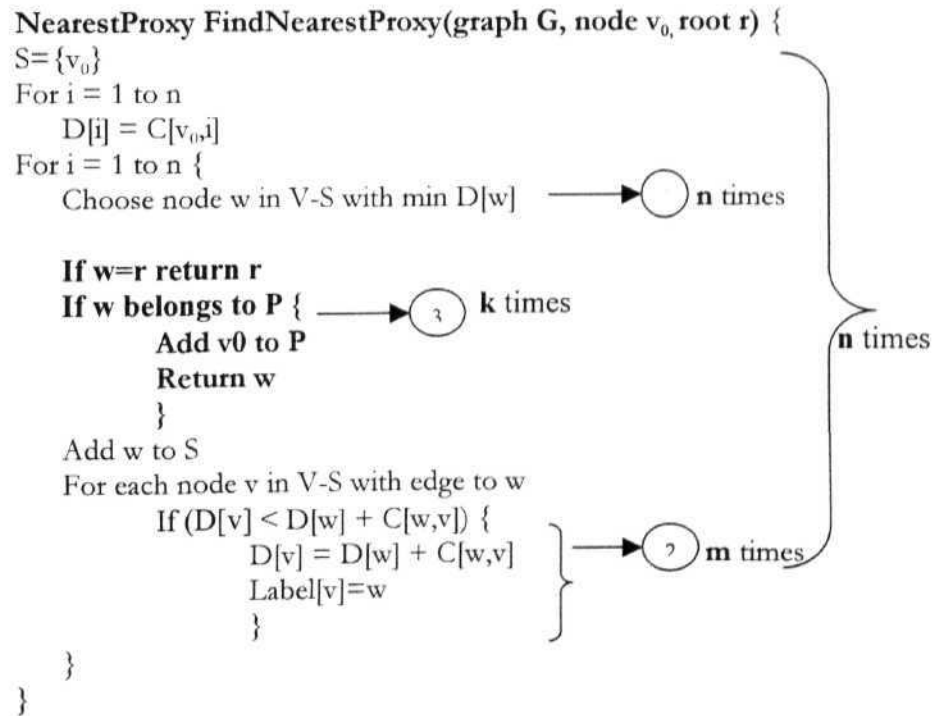 NearestProxy FindNearestProxy(graph G, node v₀, root r) {
S={v₀}
For i = 1 to n
D[i] = C[v₀,i]
For i = 1 to n {
Choose node w in V-S with min D[w]
n times
If w=r return r
If w belongs to P {
3
k times
Add v0 to P
n times
Return w
}
Add w to S
For each node v in V-S with edge to w
If (D[v] < D[w] + C[w,v]) {
D[v] = D[w] + C[w,v]
m times
Label[v]=w
}
}
}